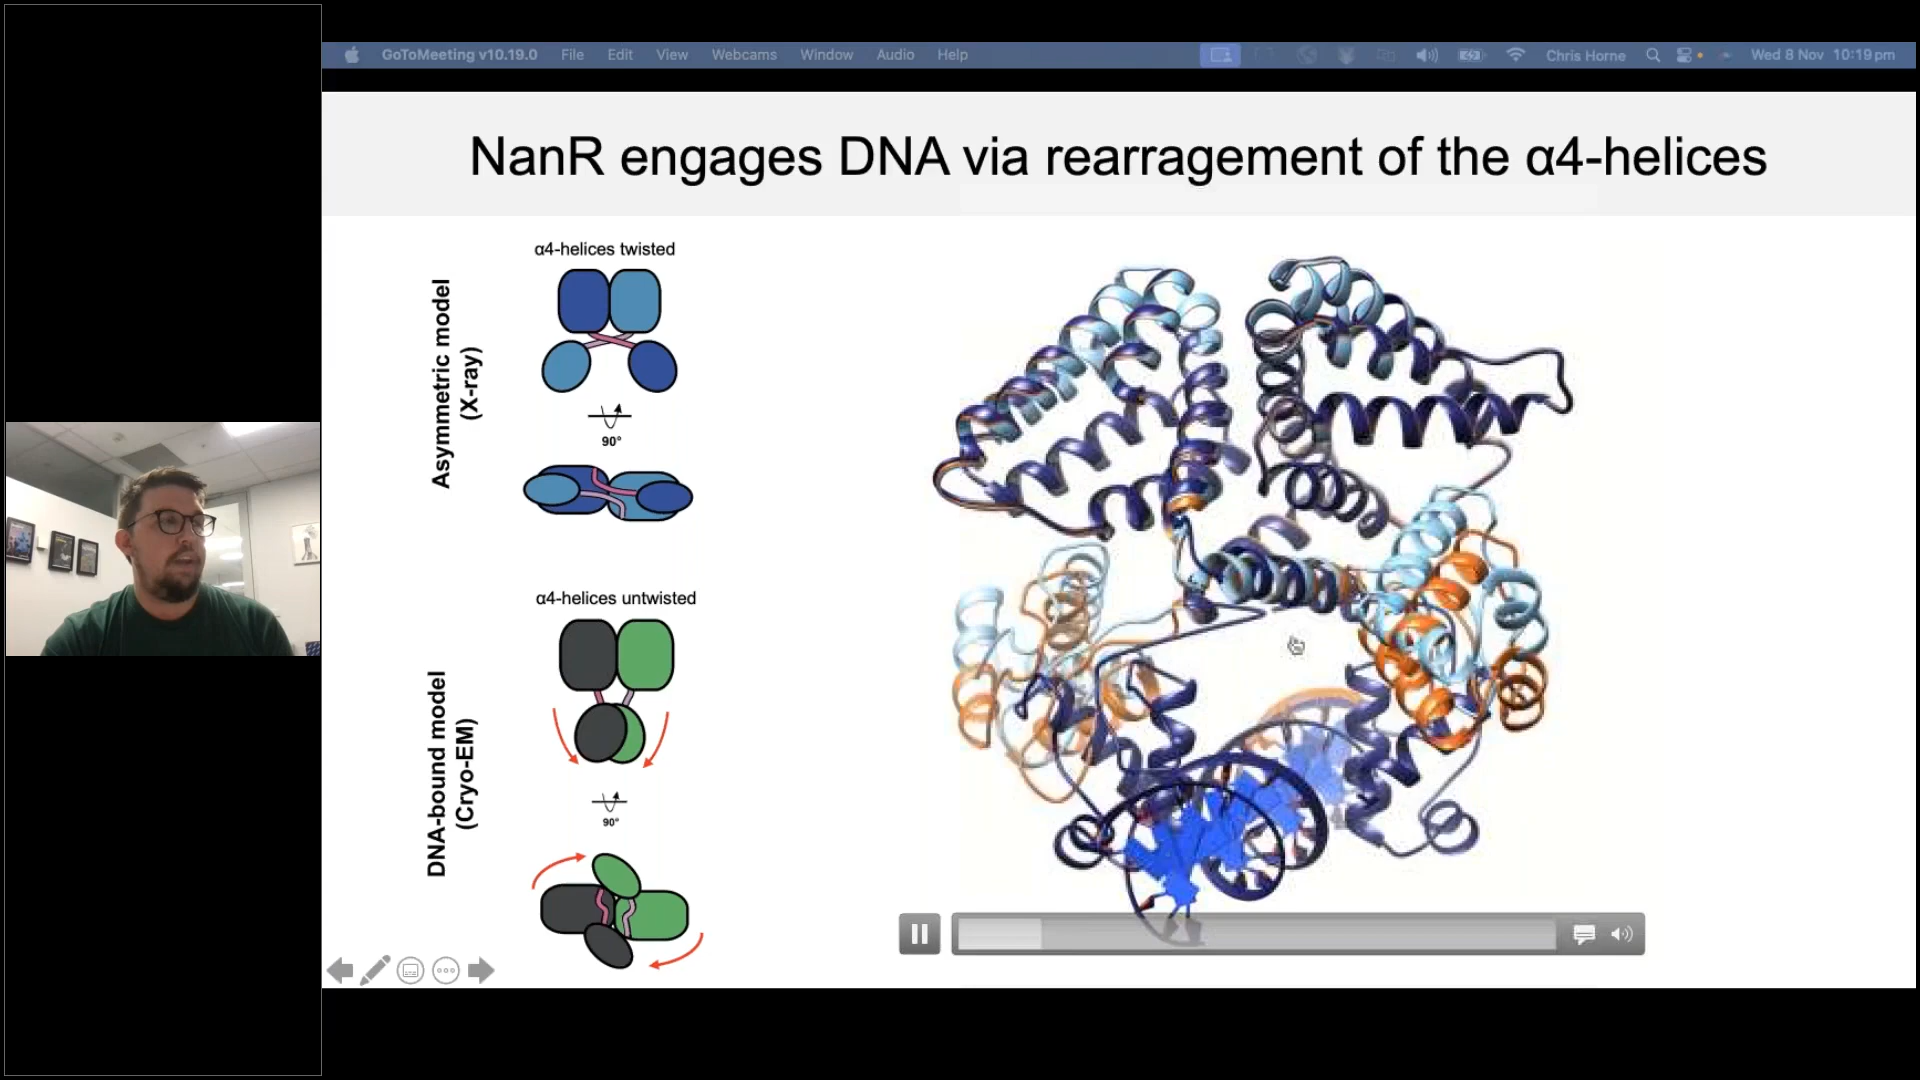 GoToMeeting v10.19.0 File Edit View Webcams Window Audio Help Chris Horne Wed 8 Nov 10:19 pm
NanR engages DNA via rearragement of the α4-helices
α4-helices twisted
Asymmetric model
(X-ray)
90°
α4-helices untwisted
DNA-bound model
(Cryo-EM)
90°